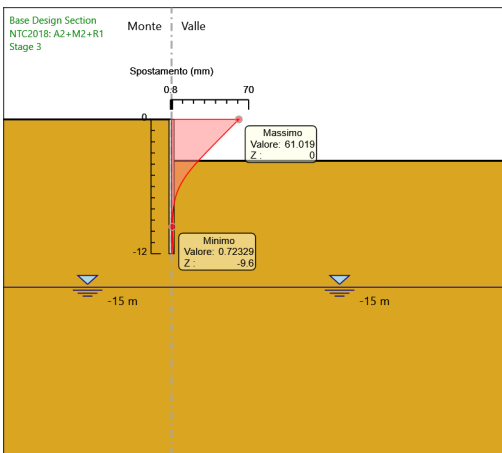 Base Design Section
NTC2018: A2+M2+R1
Stage 3
Monte
Valle
Spostamento (mm)
0.8
70
0
Massimo
Valore: 61.019
Z : 0
Minimo
Valore: 0.72329
Z : -9.6
-12
-15 m
-15 m